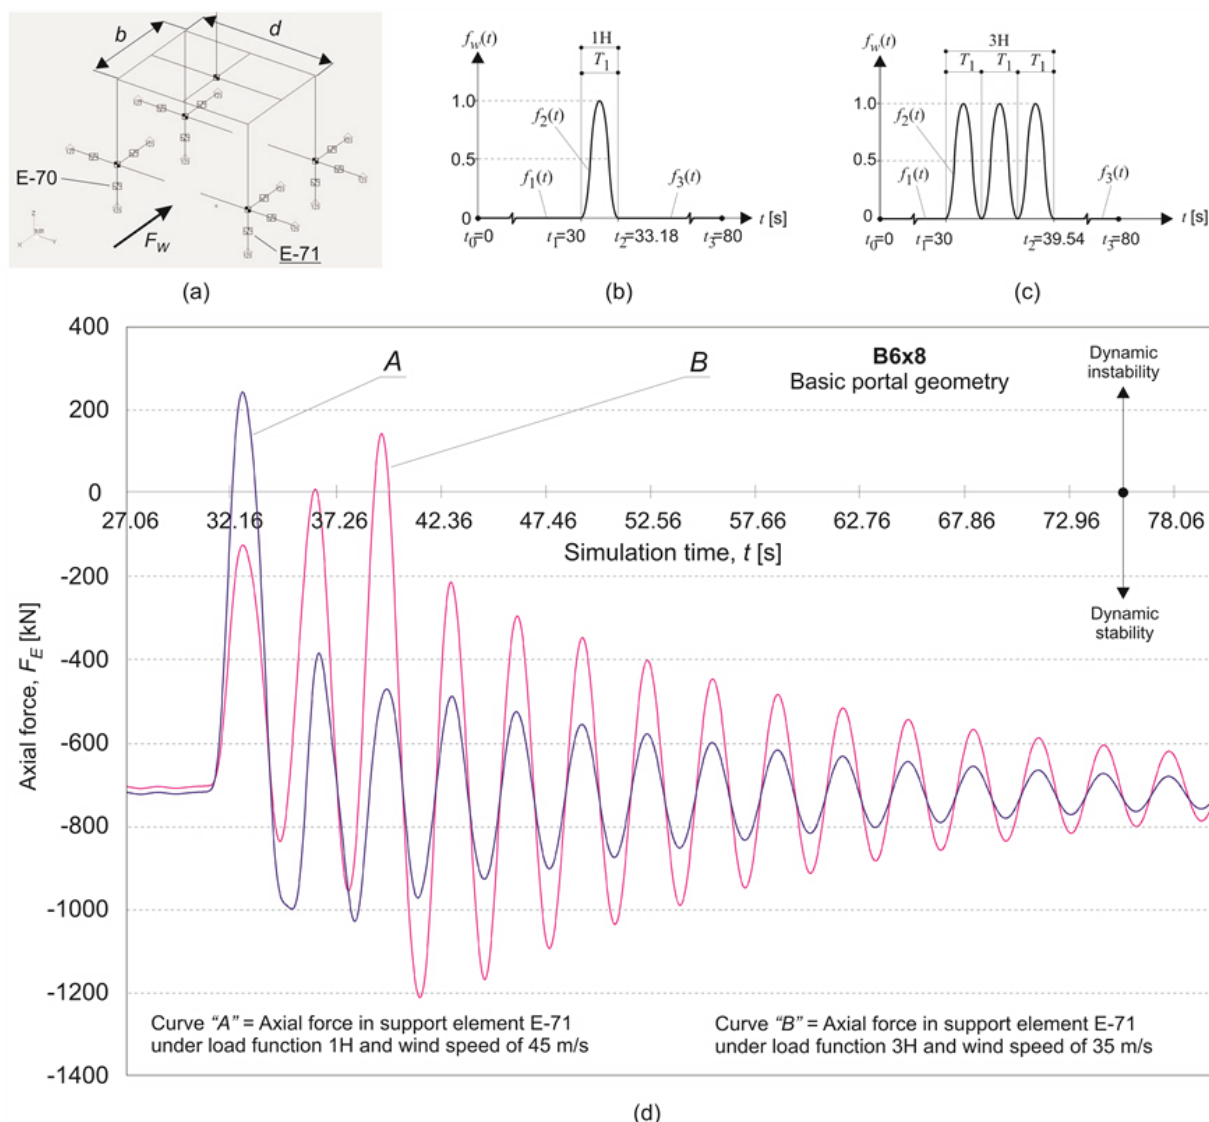 b
d
E-70
F_W
E-71
Z
X
Y
(a)
f_w(t)
1H
T_1
1.0
f_2(t)
0.5
f_1(t)
f_3(t)
0
t [s]
t_0=0
t_1=30
t_2=33.18
t_3=80
(b)
f_w(t)
3H
T_1 T_1 T_1
1.0
f_2(t)
0.5
f_1(t)
f_3(t)
0
t [s]
t_0=0
t_1=30
t_2=39.54
t_3=80
(c)
400
200
0
-200
-400
-600
-800
-1000
-1200
-1400
Axial force, F_E [kN]
A
B
B6x8
Basic portal geometry
Dynamic
instability
27.06 32.16 37.26 42.36 47.46 52.56 57.66 62.76 67.86 72.96 78.06
Simulation time, t [s]
Dynamic
stability
Curve "A" = Axial force in support element E-71
under load function 1H and wind speed of 45 m/s
Curve "B" = Axial force in support element E-71
under load function 3H and wind speed of 35 m/s
(d)